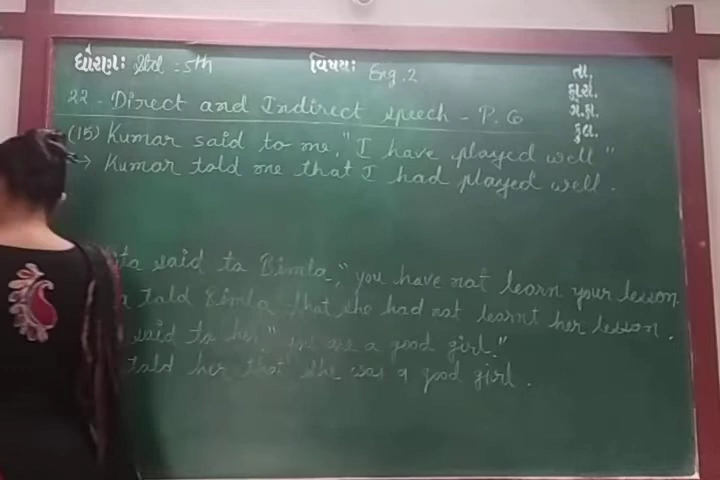 ધોરણ: Std : 5th વિષય: Eng. 2 તા.
22 - Direct and Indirect speech - P. G હા.સં.
ગે.હા.
(15) Kumar said to me, "I have played well" કુલ.
→ Kumar told me that I had played well.
said to Bimla, "you have not learn your lesson.
told Bimla that she had not learnt her lesson.
said to her, "you are a good girl."
told her that she was a good girl.